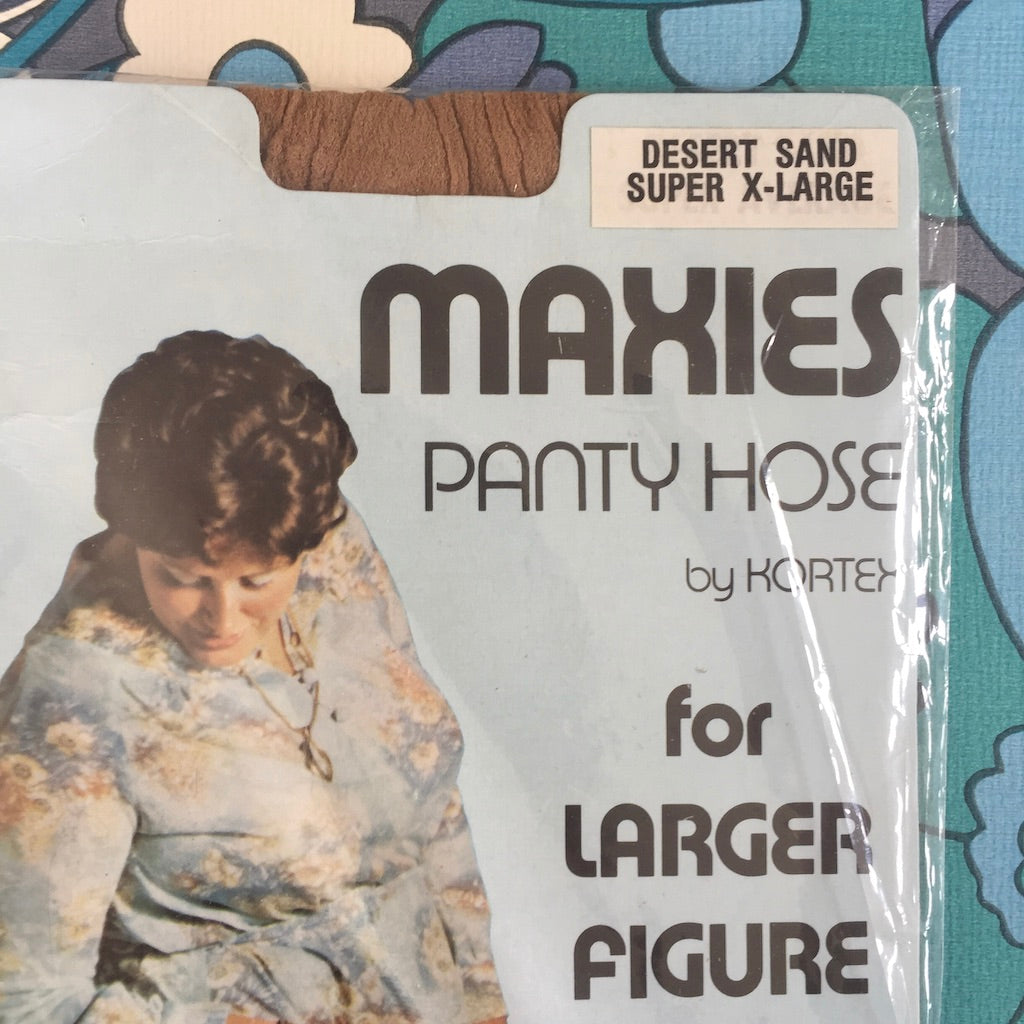 DESERT SAND
SUPER X-LARGE
MAXIES
PANTY HOSE
by KORTEX
for
LARGER
FIGURE